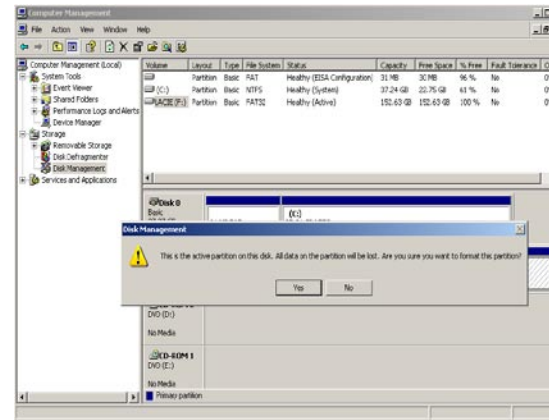 Computer Management
File Action View Window Help
Computer Management (Local)
System Tools
Event Viewer
Shared Folders
Performance Logs and Alerts
Device Manager
Storage
Removable Storage
Disk Defragmenter
Disk Management
Services and Applications
Volume Layout Type File System Status Capacity Free Space % Free Fault Tolerance
Partition Basic FAT Healthy (EISA Configuration) 31 MB 30 MB 96 % No
(C:) Partition Basic NTFS Healthy (System) 37.24 GB 22.75 GB 61 % No
LACIE (F:) Partition Basic FAT32 Healthy (Active) 152.63 GB 152.63 GB 100 % No
Disk 0
Basic
(C:)
Disk Management
This is the active partition on this disk. All data on the partition will be lost. Are you sure you want to format this partition?
Yes No
DVD (D:)
No Media
CD-ROM 1
DVD (E:)
No Media
Primary partition